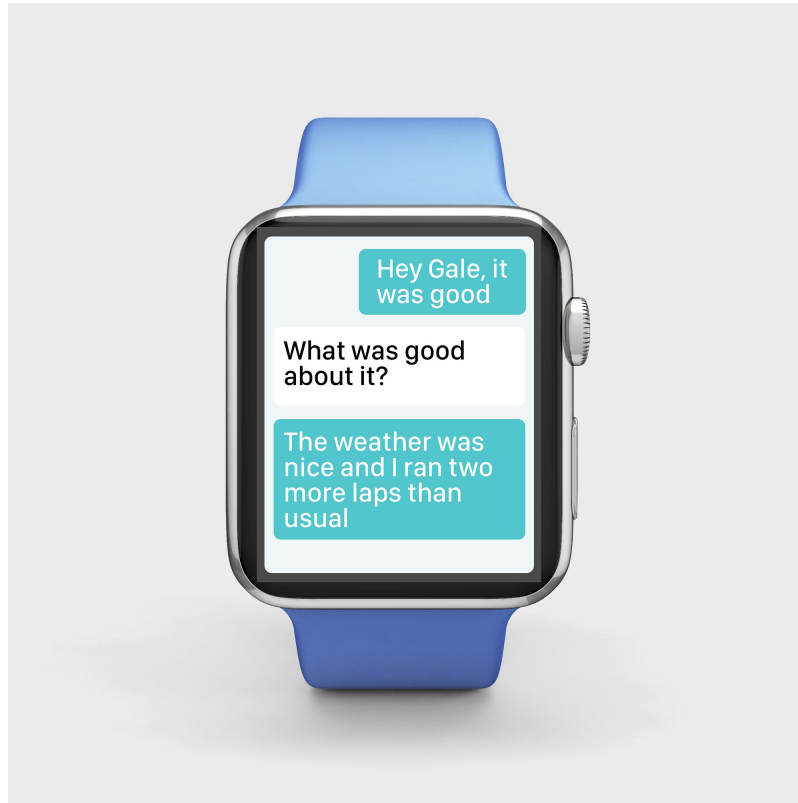 Hey Gale, it
was good
What was good
about it?
The weather was
nice and I ran two
more laps than
usual